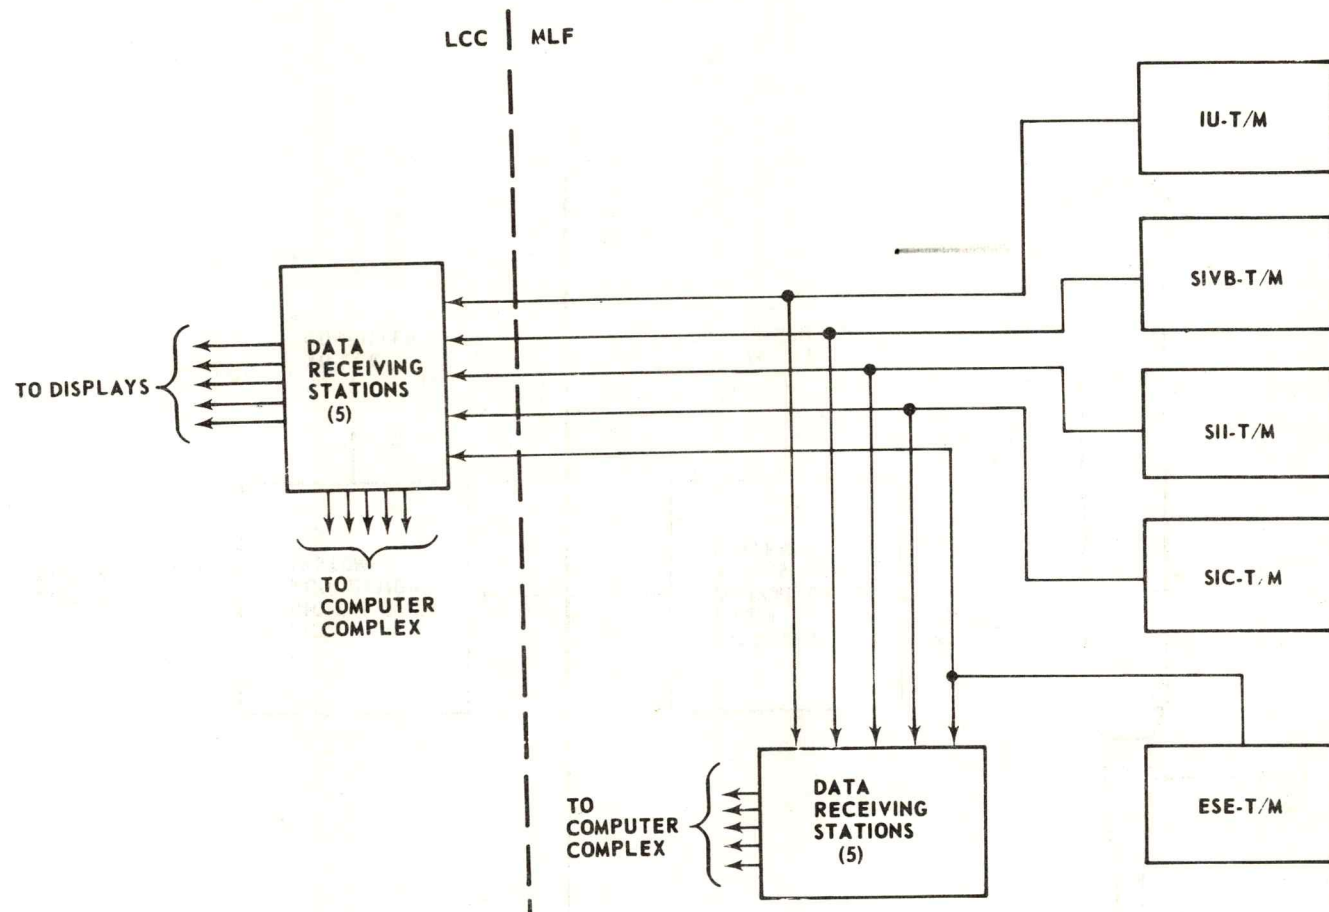 LCC
MLF
IU-T/M
SIVB-T/M
SII-T/M
SIC-T/M
ESE-T/M
DATA
RECEIVING
STATIONS
(5)
TO DISPLAYS
TO
COMPUTER
COMPLEX
TO
COMPUTER
COMPLEX
DATA
RECEIVING
STATIONS
(5)